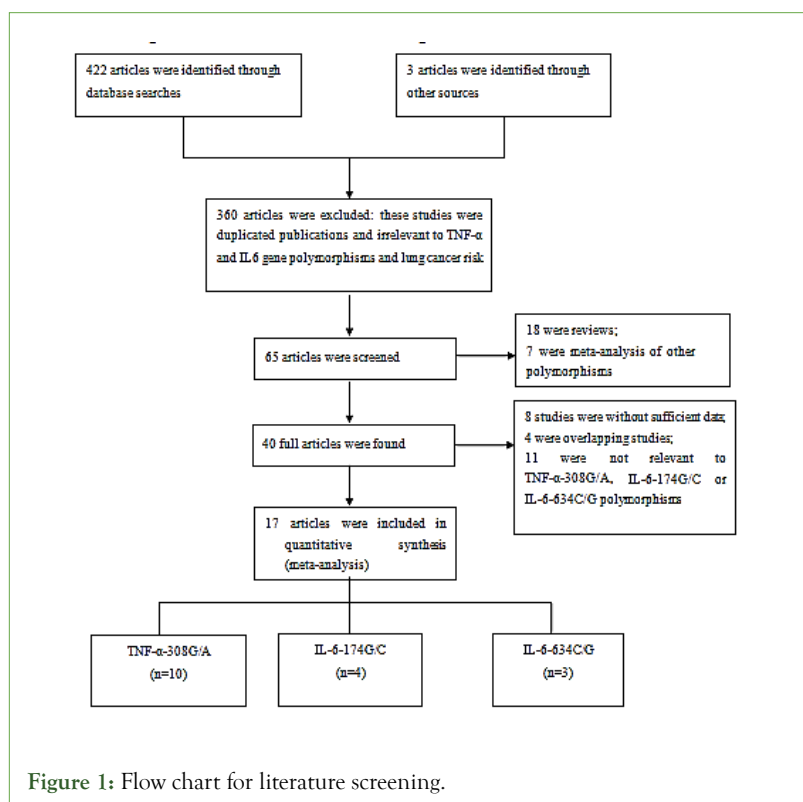 422 articles were identified through
database searches
3 articles were identified through
other sources
360 articles were excluded: these studies were
duplicated publications and irrelevant to TNF-α
and IL6 gene polymorphisms and lung cancer risk
65 articles were screened
18 were reviews;
7 were meta-analysis of other
polymorphisms
40 full articles were found
8 studies were without sufficient data;
4 were overlapping studies;
11 were not relevant to
TNF-α-308G/A, IL-6-174G/C or
IL-6-634C/G polymorphisms
17 articles were included in
quantitative synthesis
(meta-analysis)
TNF-α-308G/A
(n=10)
IL-6-174G/C
(n=4)
IL-6-634C/G
(n=3)
Figure 1: Flow chart for literature screening.